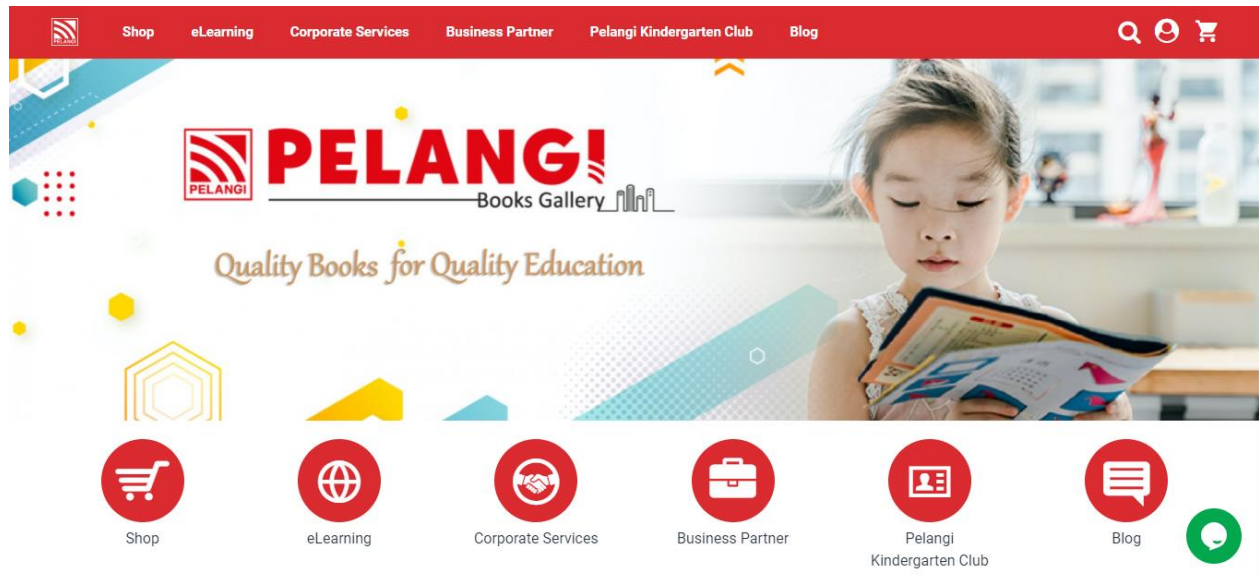 PELANGI
Shop
eLearning
Corporate Services
Business Partner
Pelangi Kindergarten Club
Blog
PELANGI
PELANGI
Books Gallery
Quality Books for Quality Education
Shop
eLearning
Corporate Services
Business Partner
Pelangi
Kindergarten Club
Blog